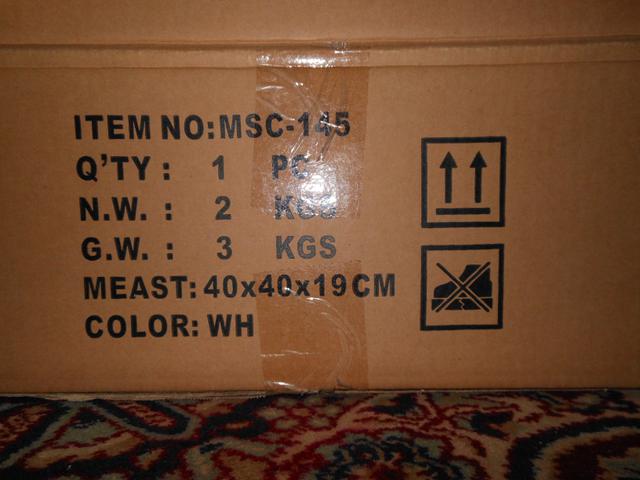 ITEM NO:MSC-145
Q'TY : 1 PC
N.W. : 2 KGS
G.W. : 3 KGS
MEAST: 40x40x19CM
COLOR: WH